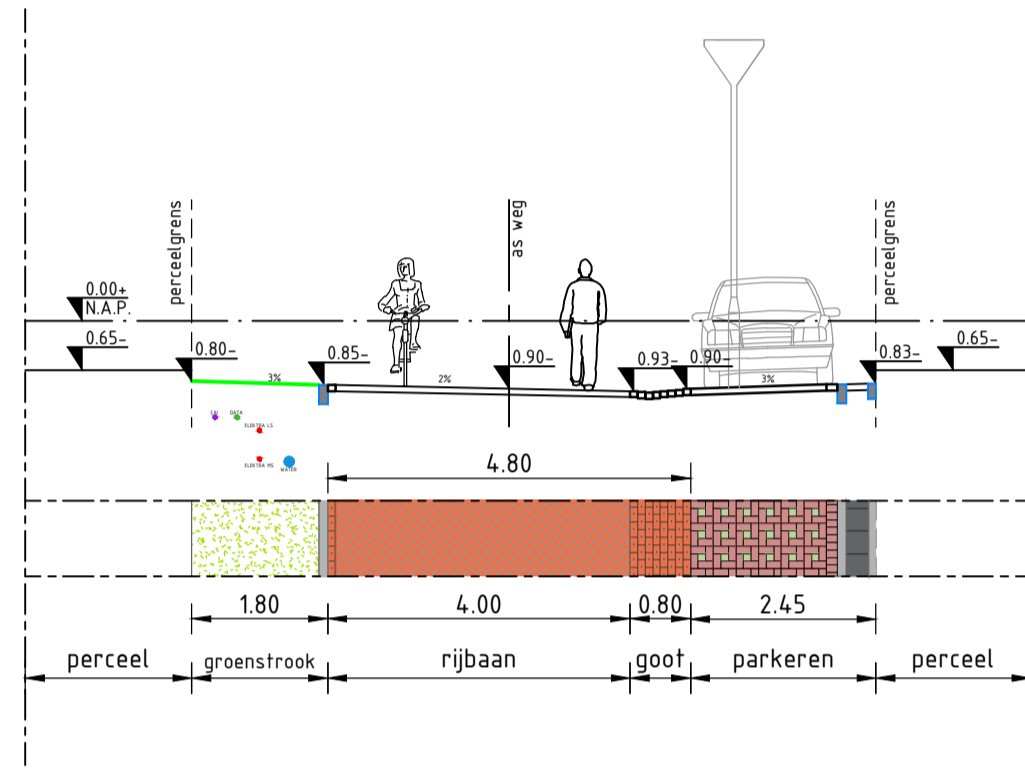 perceelgrens
as weg
perceelgrens
0.00+
N.A.P.
0.65-
0.80-
0.85-
0.90-
0.93-
0.90-
0.83-
0.65-
3%
2%
3%
CAI
DATA
ELEKTRA LS
ELEKTRA MS
WATER
4.80
1.80
4.00
0.80
2.45
perceel
groenstrook
rijbaan
goot
parkeren
perceel